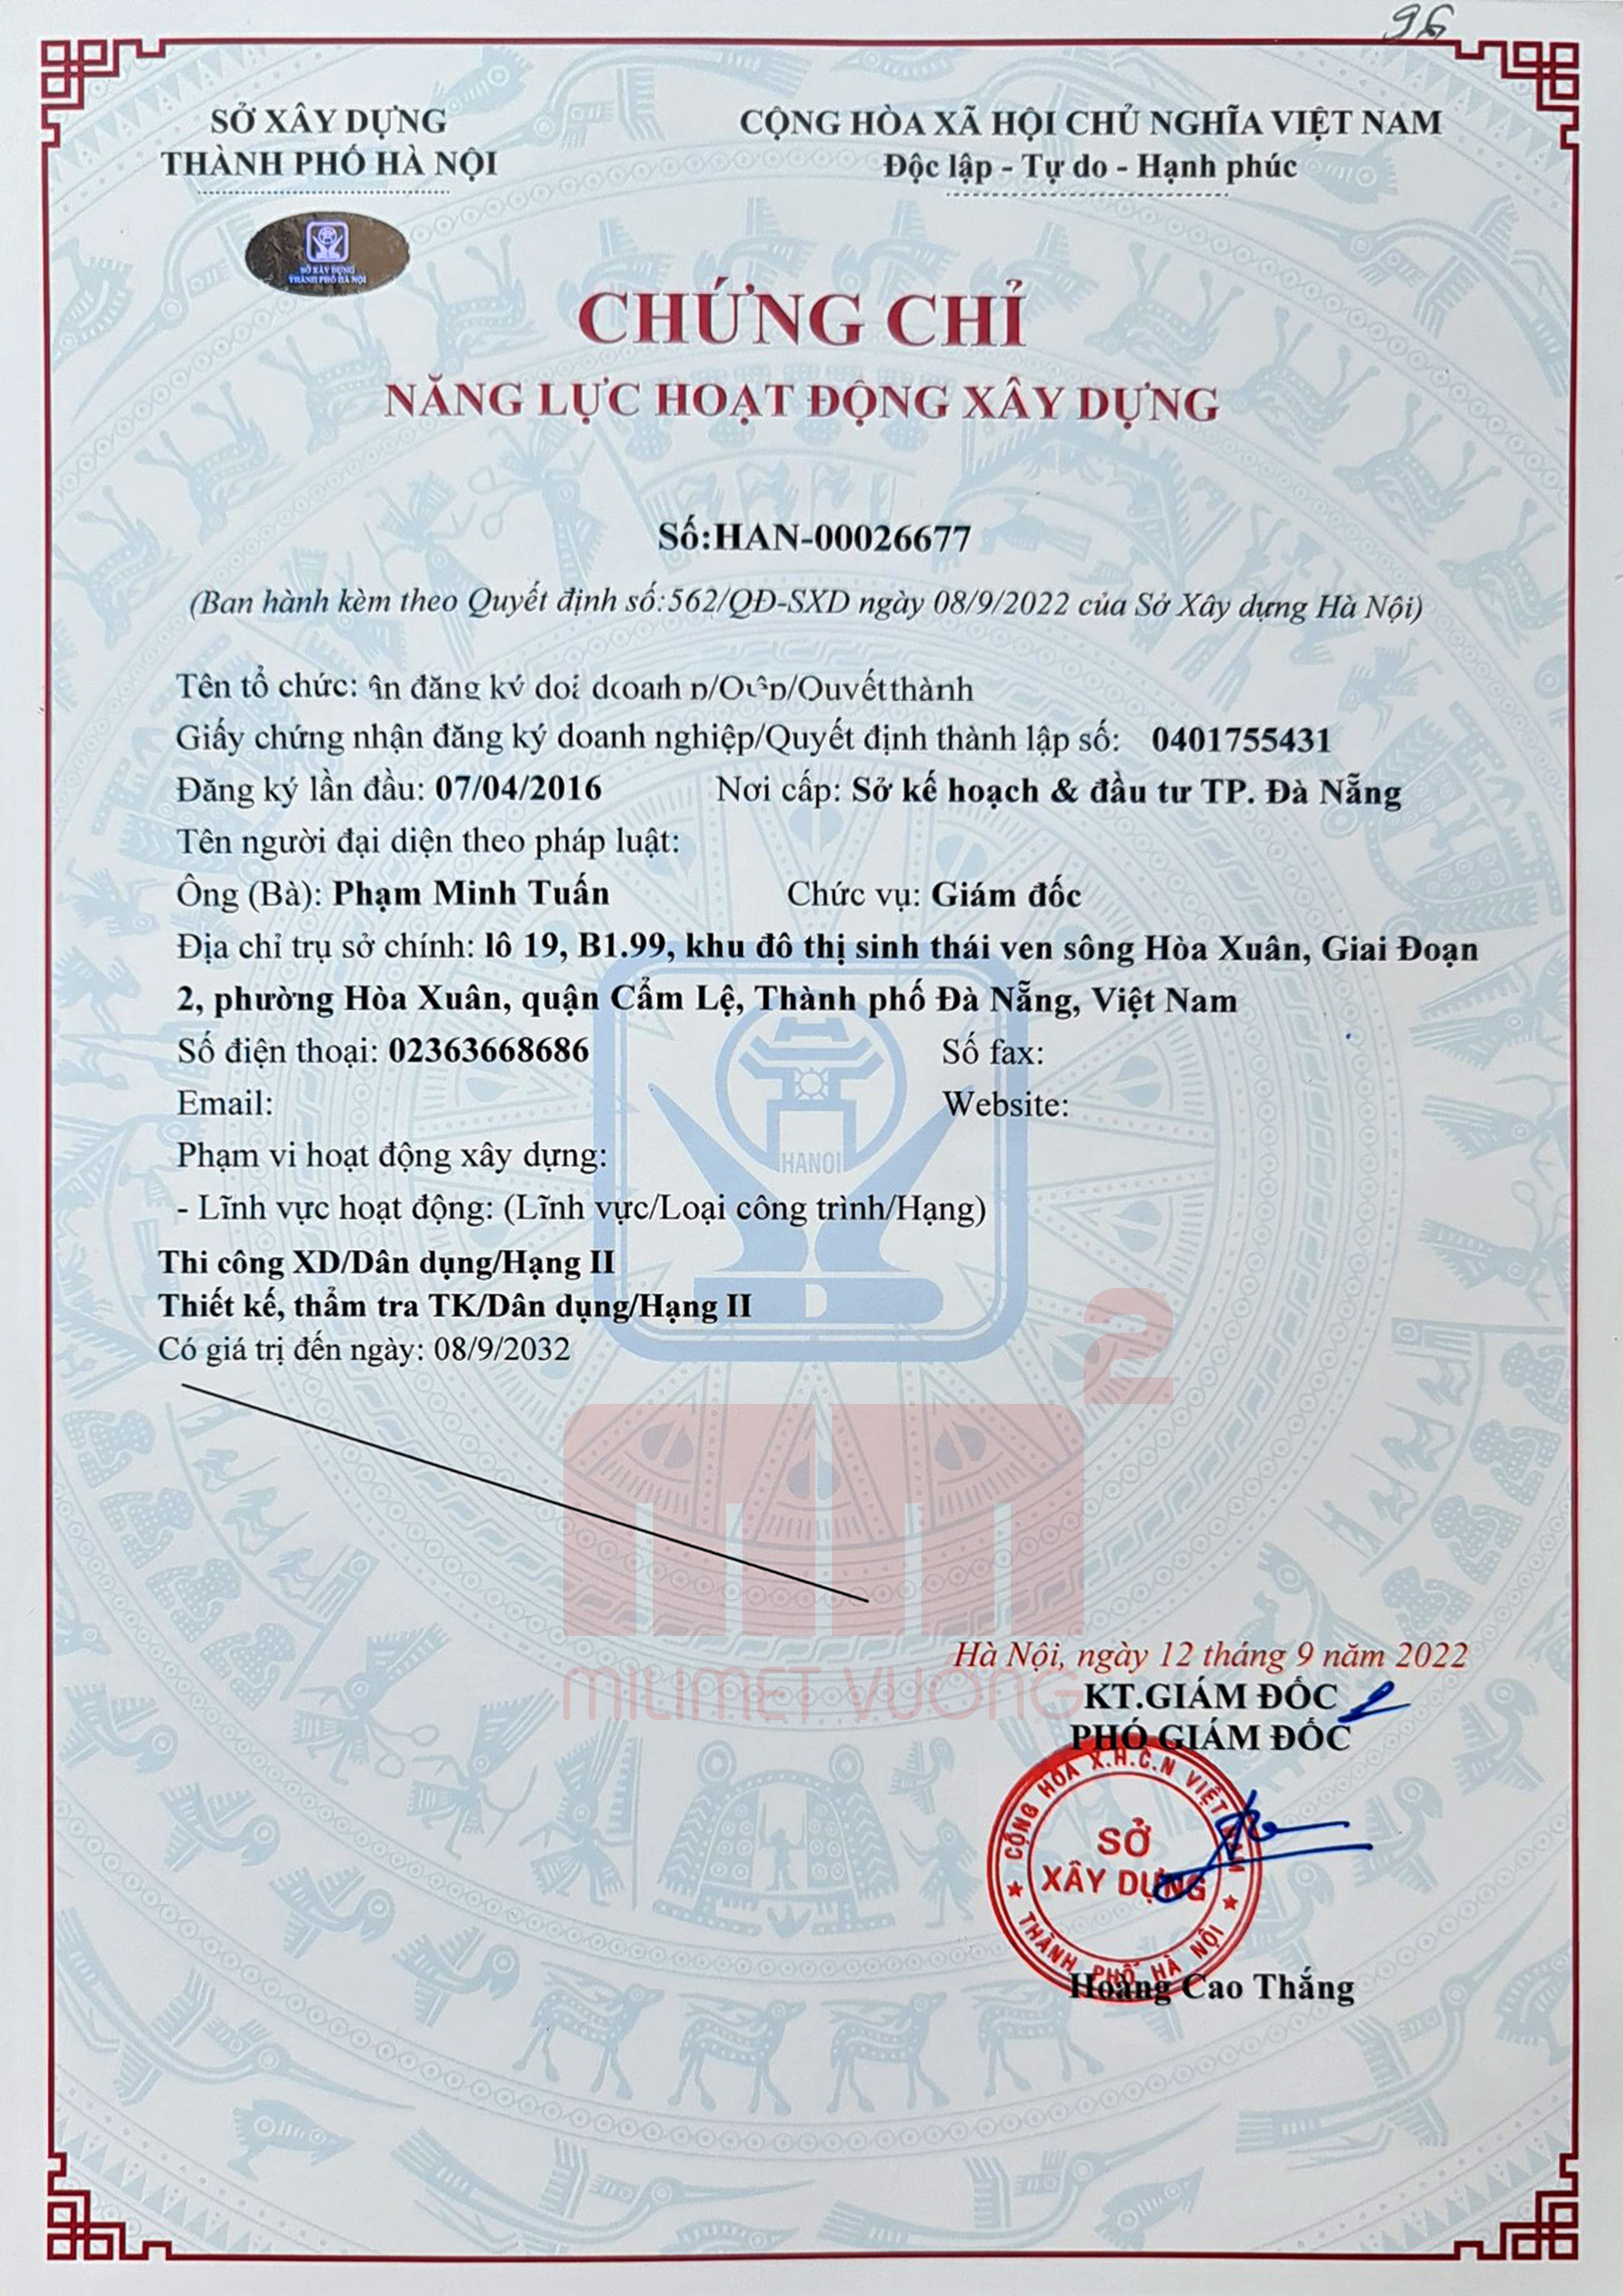 96
SỞ XÂY DỰNG
THÀNH PHỐ HÀ NỘI
CỘNG HÒA XÃ HỘI CHỦ NGHĨA VIỆT NAM
Độc lập - Tự do - Hạnh phúc
SỞ XÂY DỰNG
THÀNH PHỐ HÀ NỘI
CHỨNG CHỈ
NĂNG LỰC HOẠT ĐỘNG XÂY DỰNG
Số:HAN-00026677
(Ban hành kèm theo Quyết định số:562/QĐ-SXD ngày 08/9/2022 của Sở Xây dựng Hà Nội)
Tên tổ chức: đăng thành
Giấy chứng nhận đăng ký doanh nghiệp/Quyết định thành lập số: 0401755431
Đăng ký lần đầu: 07/04/2016 Nơi cấp: Sở kế hoạch & đầu tư TP. Đà Nẵng
Tên người đại diện theo pháp luật:
Ông (Bà): Phạm Minh Tuấn Chức vụ: Giám đốc
Địa chỉ trụ sở chính: lô 19, B1.99, khu đô thị sinh thái ven sông Hòa Xuân, Giai Đoạn
2, phường Hòa Xuân, quận Cẩm Lệ, Thành phố Đà Nẵng, Việt Nam
Số điện thoại: 02363668686 Số fax:
Email: Website:
HANOI
Phạm vi hoạt động xây dựng:
- Lĩnh vực hoạt động: (Lĩnh vực/Loại công trình/Hạng)
Thi công XD/Dân dụng/Hạng II
Thiết kế, thẩm tra TK/Dân dụng/Hạng II
D
Có giá trị đến ngày: 08/9/2032
mm2
MILIMET VUONG
Hà Nội, ngày 12 tháng 9 năm 2022
KT.GIÁM ĐỐC
PHÓ GIÁM ĐỐC
CỘNG HÒA X.H.C.N VIỆT NAM
SỞ
XÂY DỰNG
THÀNH PHỐ HÀ NỘI
Hoàng Cao Thắng